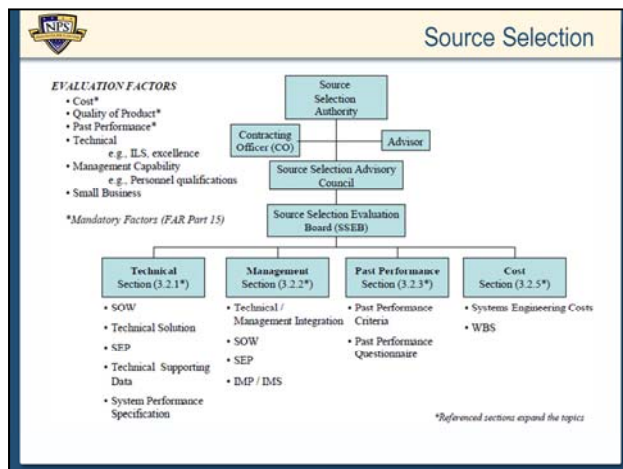 NPS
Source Selection
EVALUATION FACTORS
• Cost*
• Quality of Product*
• Past Performance*
• Technical
e.g., ILS, excellence
• Management Capability
e.g., Personnel qualifications
• Small Business
*Mandatory Factors (FAR Part 15)
Source
Selection
Authority
Contracting
Officer (CO)
Advisor
Source Selection Advisory
Council
Source Selection Evaluation
Board (SSEB)
Technical
Section (3.2.1*)
• SOW
• Technical Solution
• SEP
• Technical Supporting
Data
• System Performance
Specification
Management
Section (3.2.2*)
• Technical /
Management Integration
• SOW
• SEP
• IMP / IMS
Past Performance
Section (3.2.3*)
• Past Performance
Criteria
• Past Performance
Questionnaire
Cost
Section (3.2.5*)
• Systems Engineering Costs
• WBS
*Referenced sections expand the topics